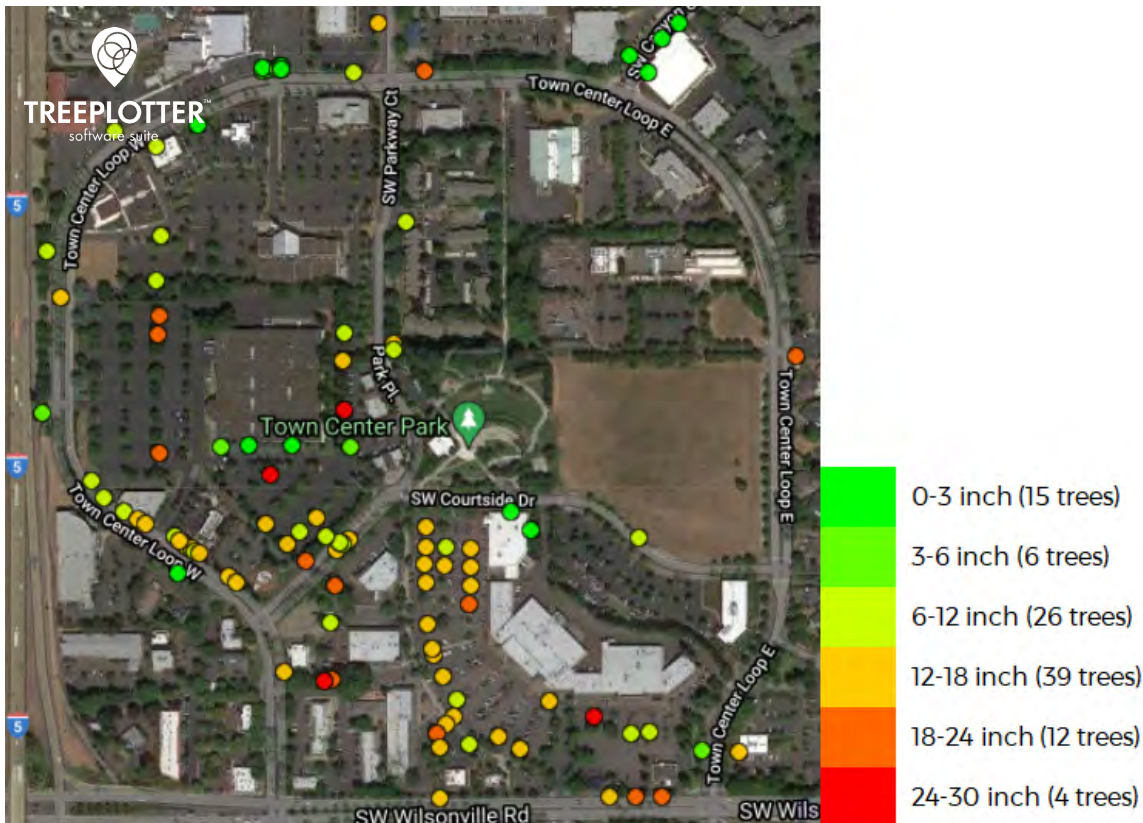 TREEPLOTTER™
software suite
SW Canyon C
Town Center Loop E
Town Center Loop W
SW Parkway Ct
5
Park Pl.
Town Center Park
5
Town Center Loop E
SW Courtside Dr
Town Center Loop W
Town Center Loop E
5
SW Wilsonville Rd
SW Wils
0-3 inch (15 trees)
3-6 inch (6 trees)
6-12 inch (26 trees)
12-18 inch (39 trees)
18-24 inch (12 trees)
24-30 inch (4 trees)